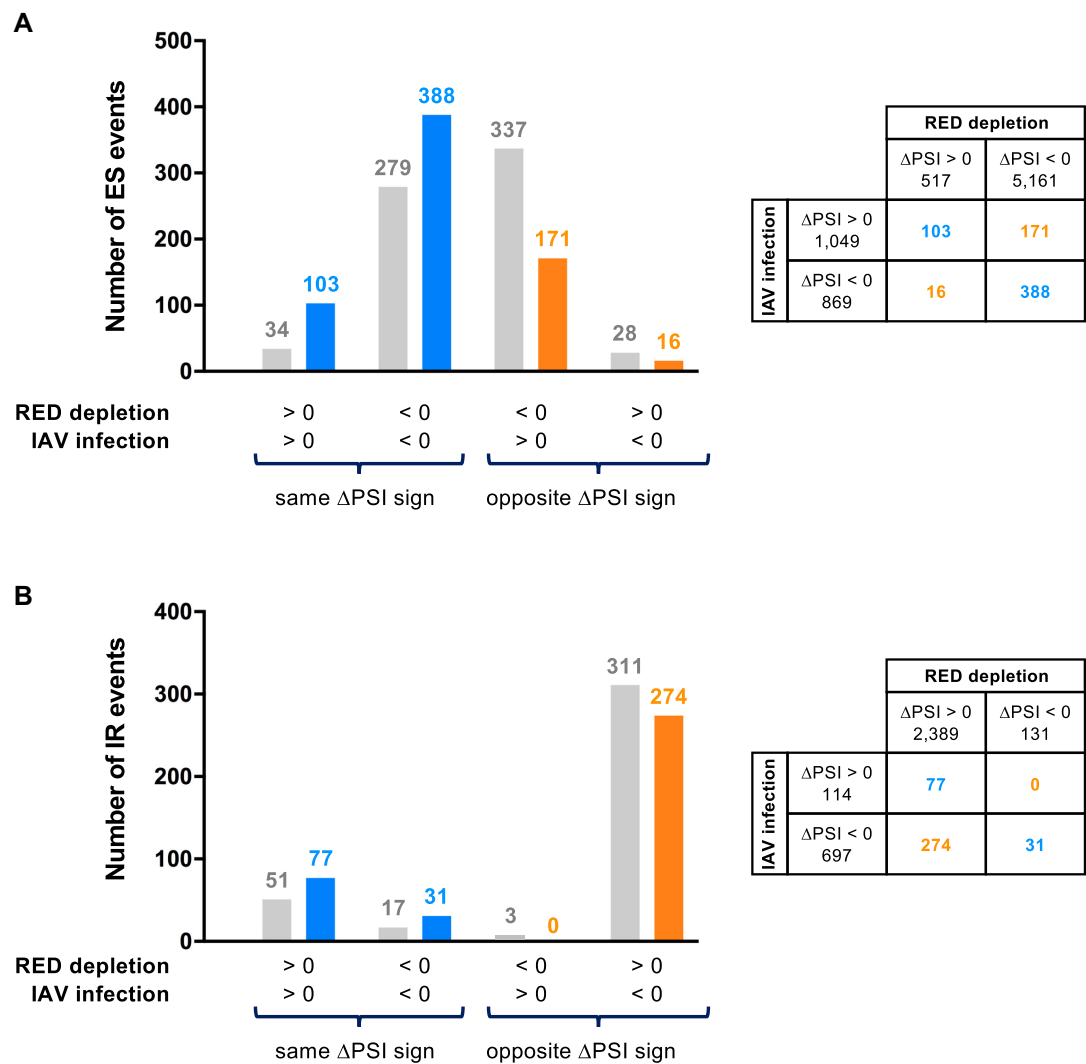 A
Number of ES events
500
400
300
200
100
0
34
103
279
388
337
171
28
16
RED depletion > 0 < 0 < 0 > 0
IAV infection > 0 < 0 > 0 < 0
same ΔPSI sign opposite ΔPSI sign
RED depletion
ΔPSI > 0 ΔPSI < 0
517 5,161
IAV infection
ΔPSI > 0
1,049
103 171
ΔPSI < 0
869
16 388
B
Number of IR events
400
300
200
100
0
51
77
17
31
3
0
311
274
RED depletion > 0 < 0 < 0 > 0
IAV infection > 0 < 0 > 0 < 0
same ΔPSI sign opposite ΔPSI sign
RED depletion
ΔPSI > 0 ΔPSI < 0
2,389 131
IAV infection
ΔPSI > 0
114
77 0
ΔPSI < 0
697
274 31